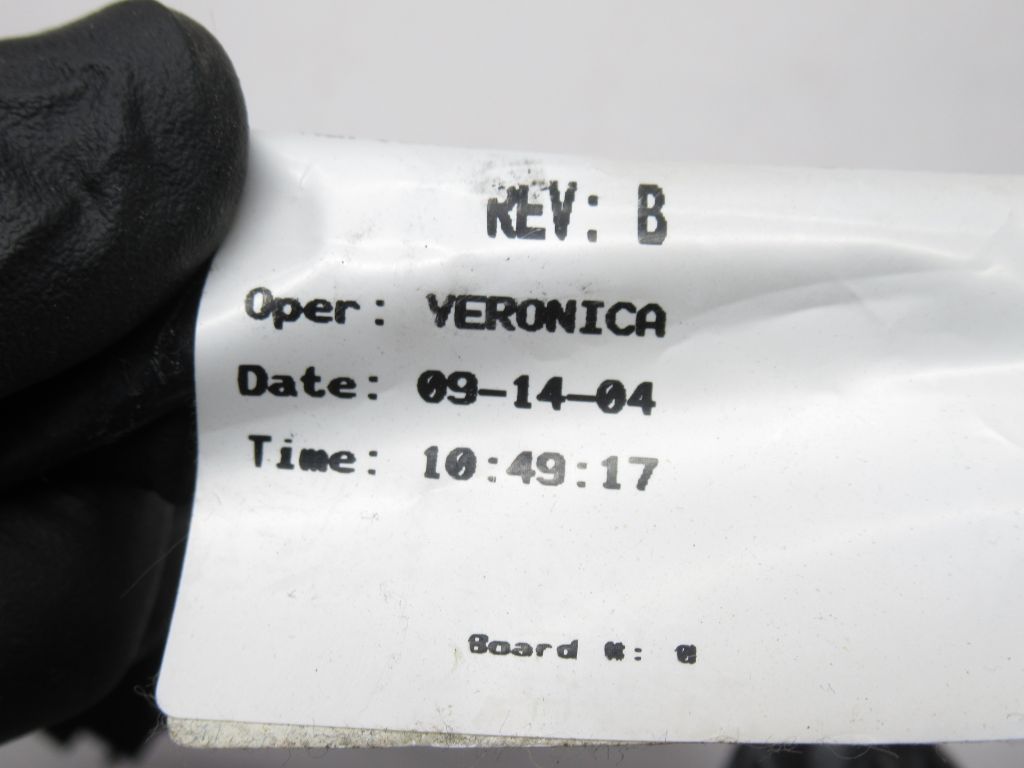 REV: B
Oper: VERONICA
Date: 09-14-04
Time: 10:49:17
Board #: 0